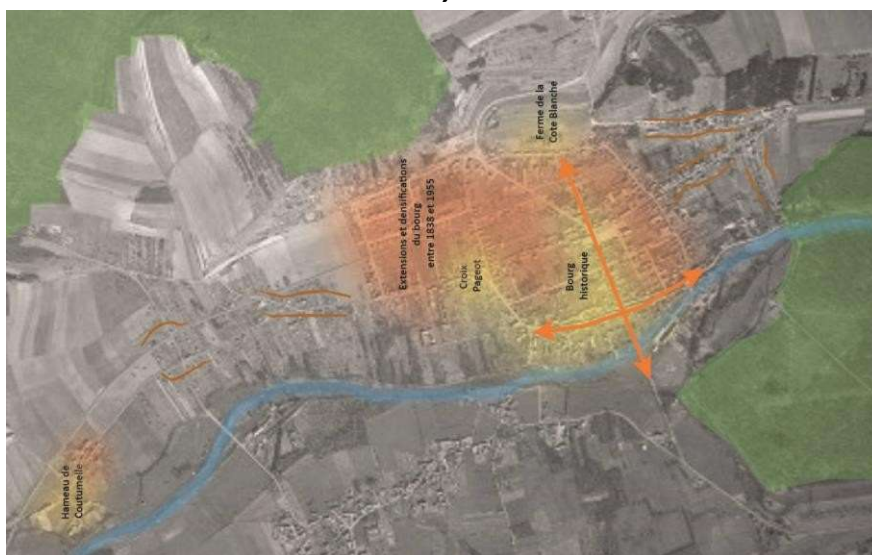 Extensions et densifications
du bourg
entre 1838 et 1955
Ferme de la
Cote Blanche
Croix
Pageot
Bourg
historique
Hameau de
Coutumelle